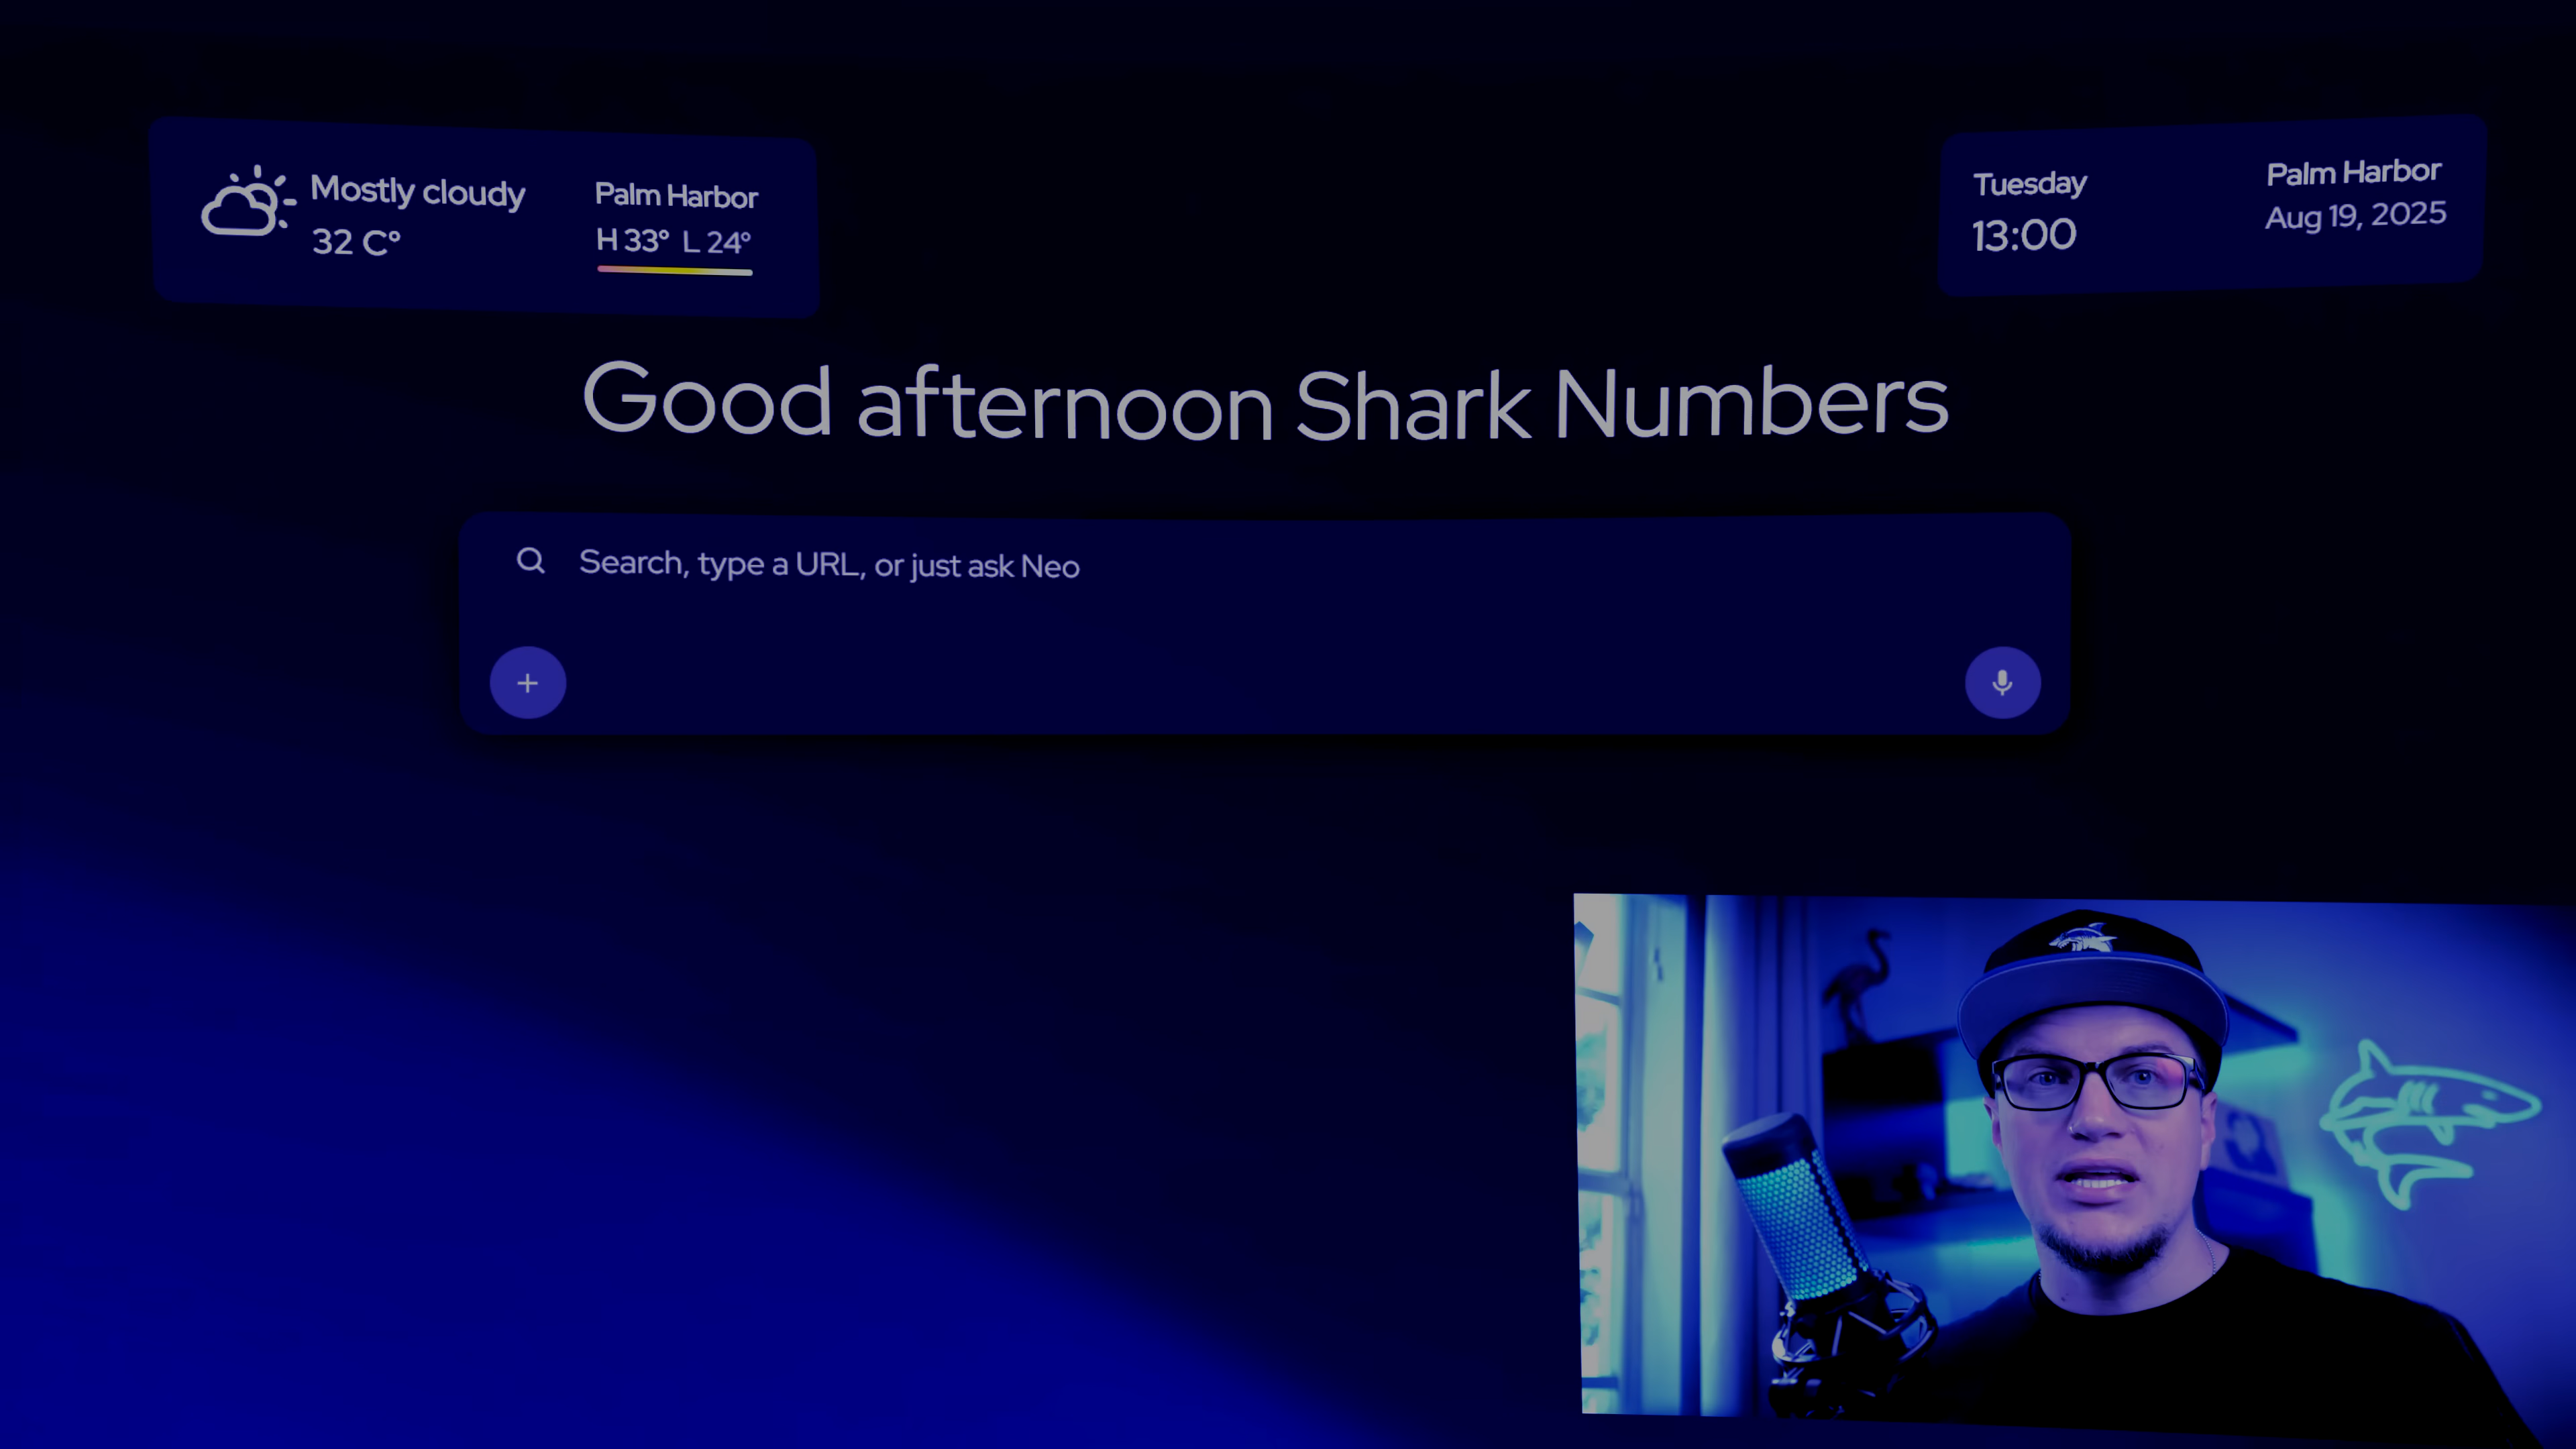 Mostly cloudy
32 C°
Palm Harbor
H 33° L 24°
Tuesday
13:00
Palm Harbor
Aug 19, 2025
Good afternoon Shark Numbers
Search, type a URL, or just ask Neo